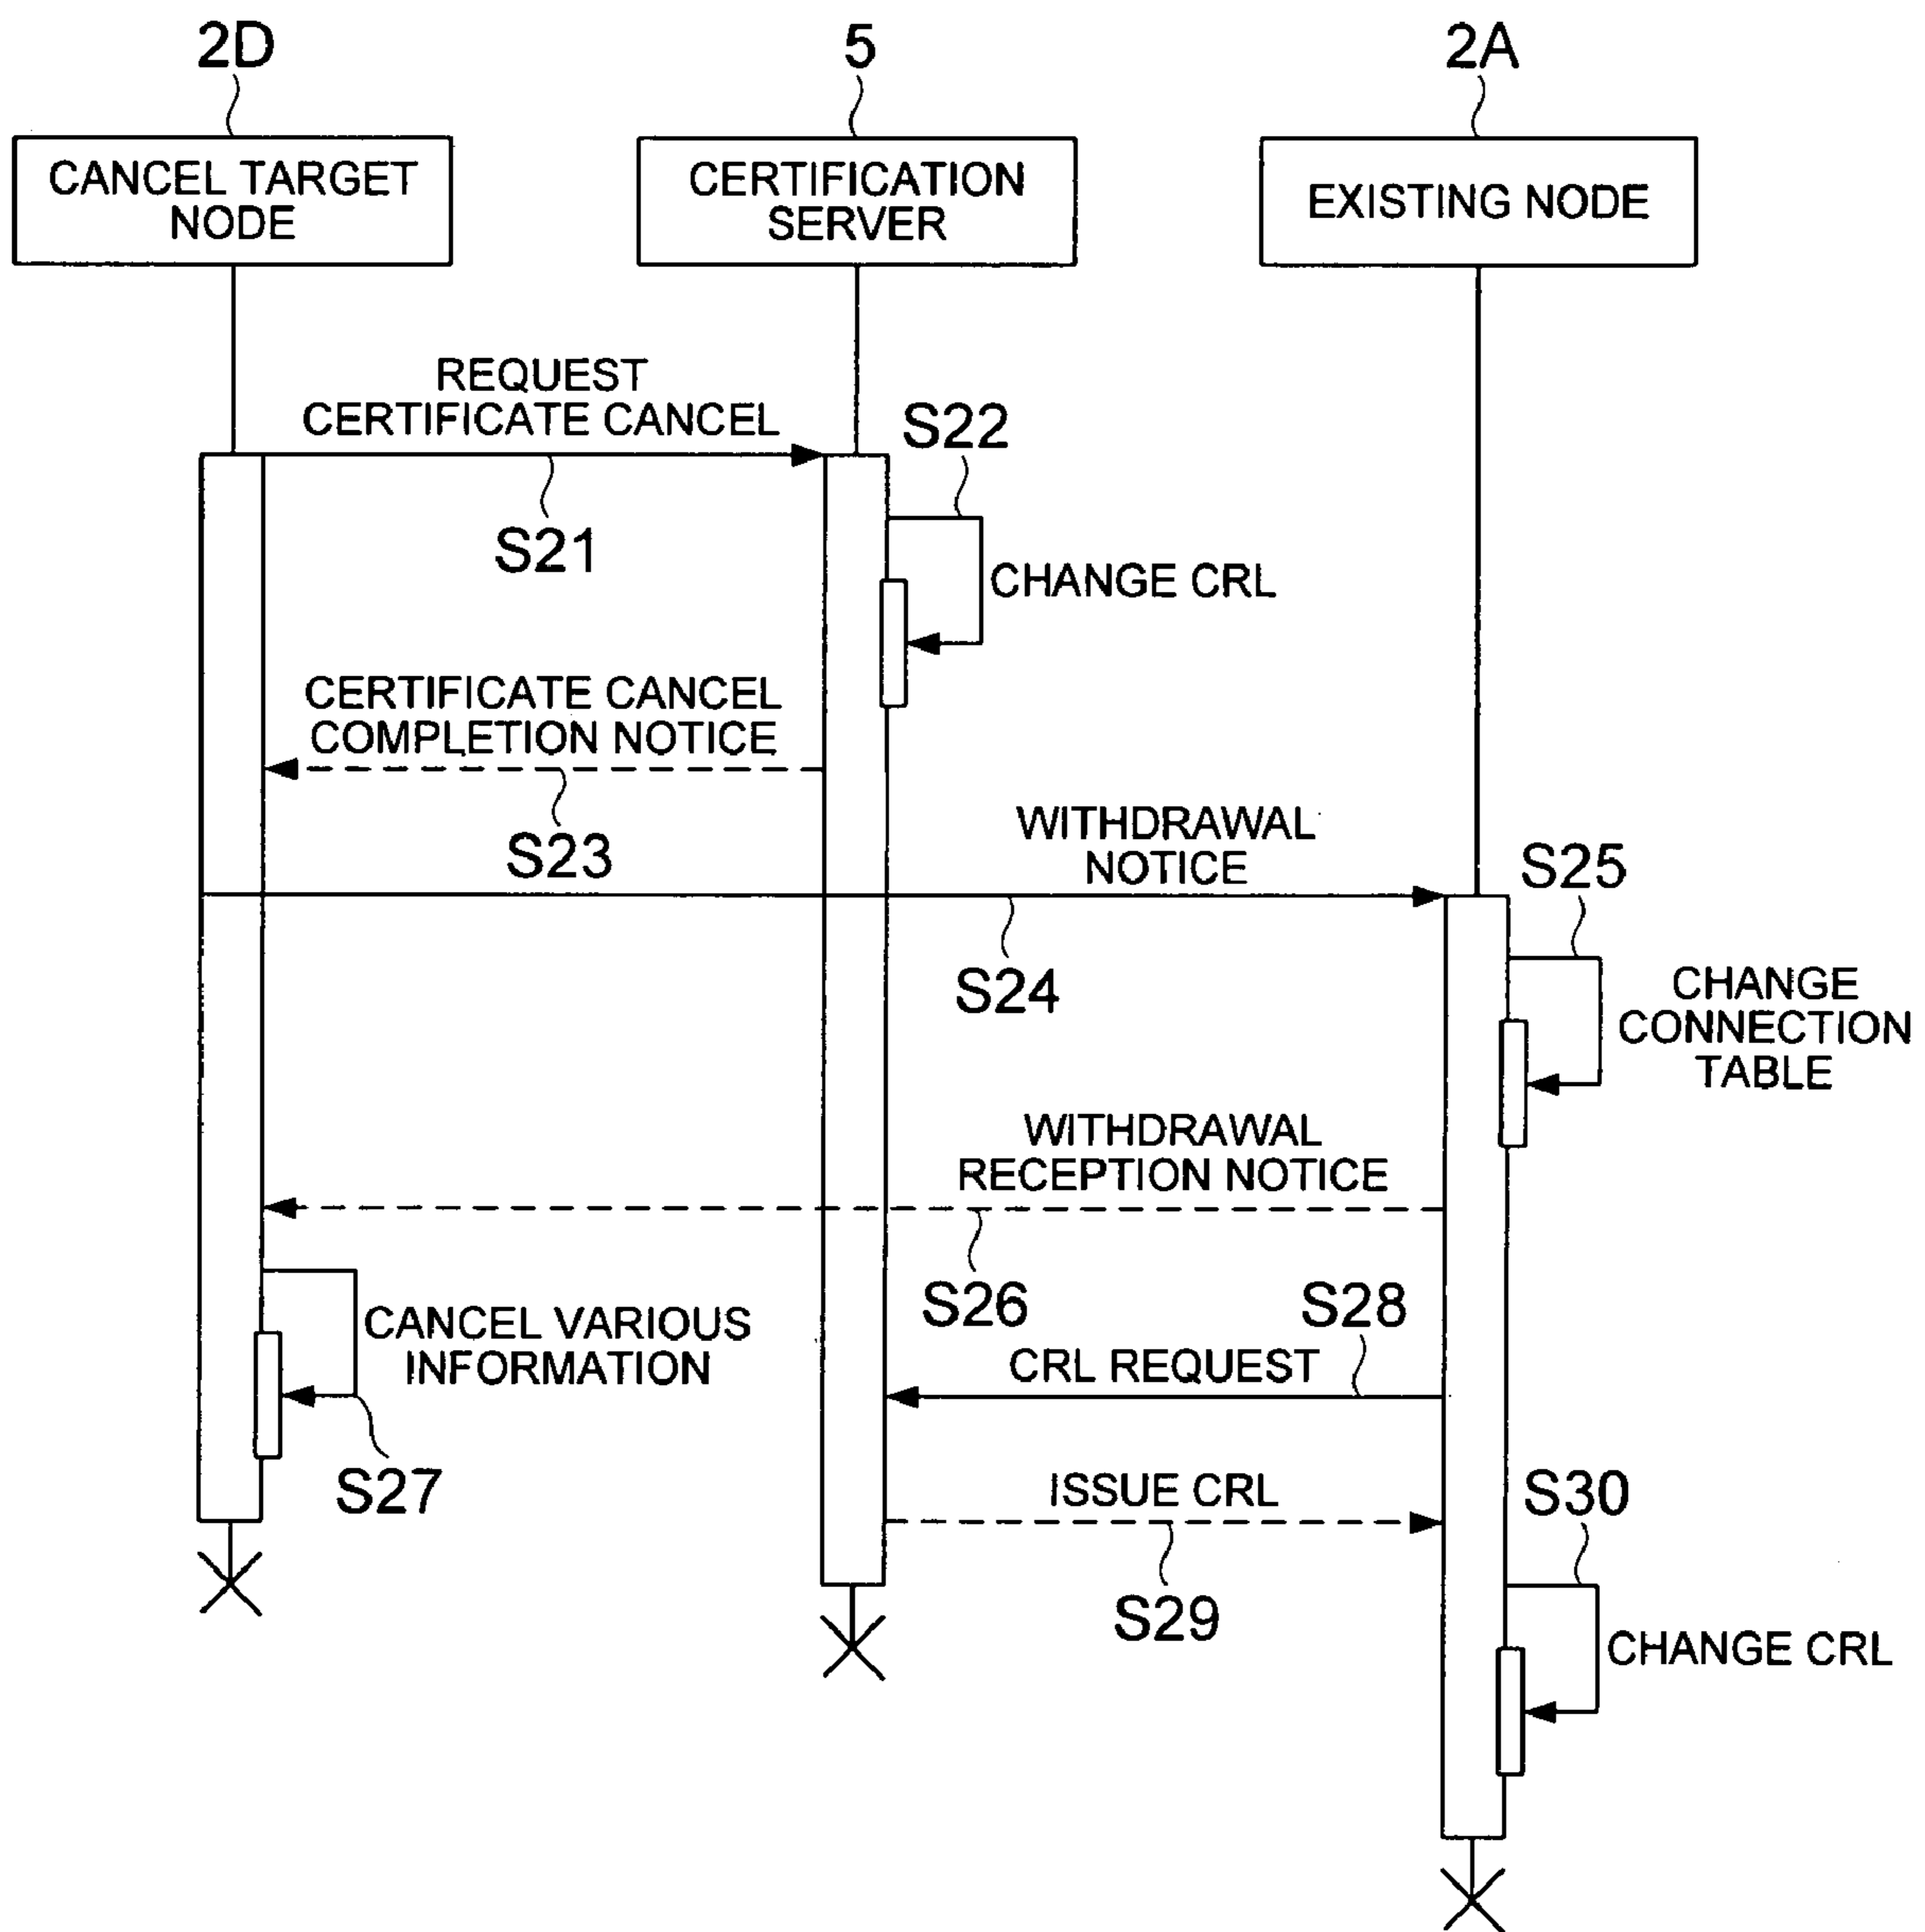 2D
5
2A
CANCEL TARGET
NODE
CERTIFICATION
SERVER
EXISTING NODE
REQUEST
CERTIFICATE CANCEL
S22
S21
CHANGE CRL
CERTIFICATE CANCEL
COMPLETION NOTICE
S23
WITHDRAWAL
NOTICE
S25
S24
CHANGE
CONNECTION
TABLE
WITHDRAWAL
RECEPTION NOTICE
S26
S28
CANCEL VARIOUS
INFORMATION
CRL REQUEST
S27
ISSUE CRL
S30
S29
CHANGE CRL